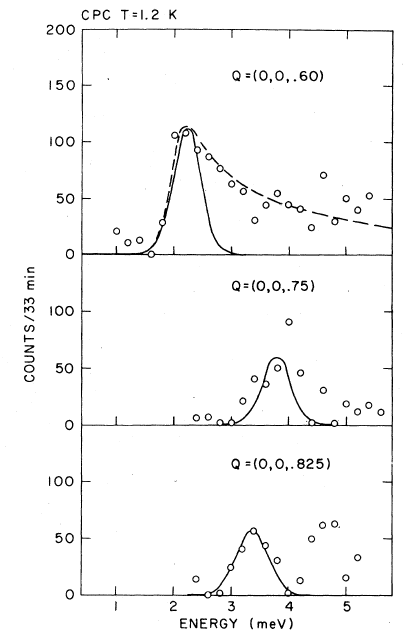 CPC T=1.2 K
200
Q=(0,0,.60)
150
100
50
0
Q=(0,0,.75)
100
50
0
Q=(0,0,.825)
100
50
0
1 2 3 4 5
COUNTS/33 min
ENERGY (meV)